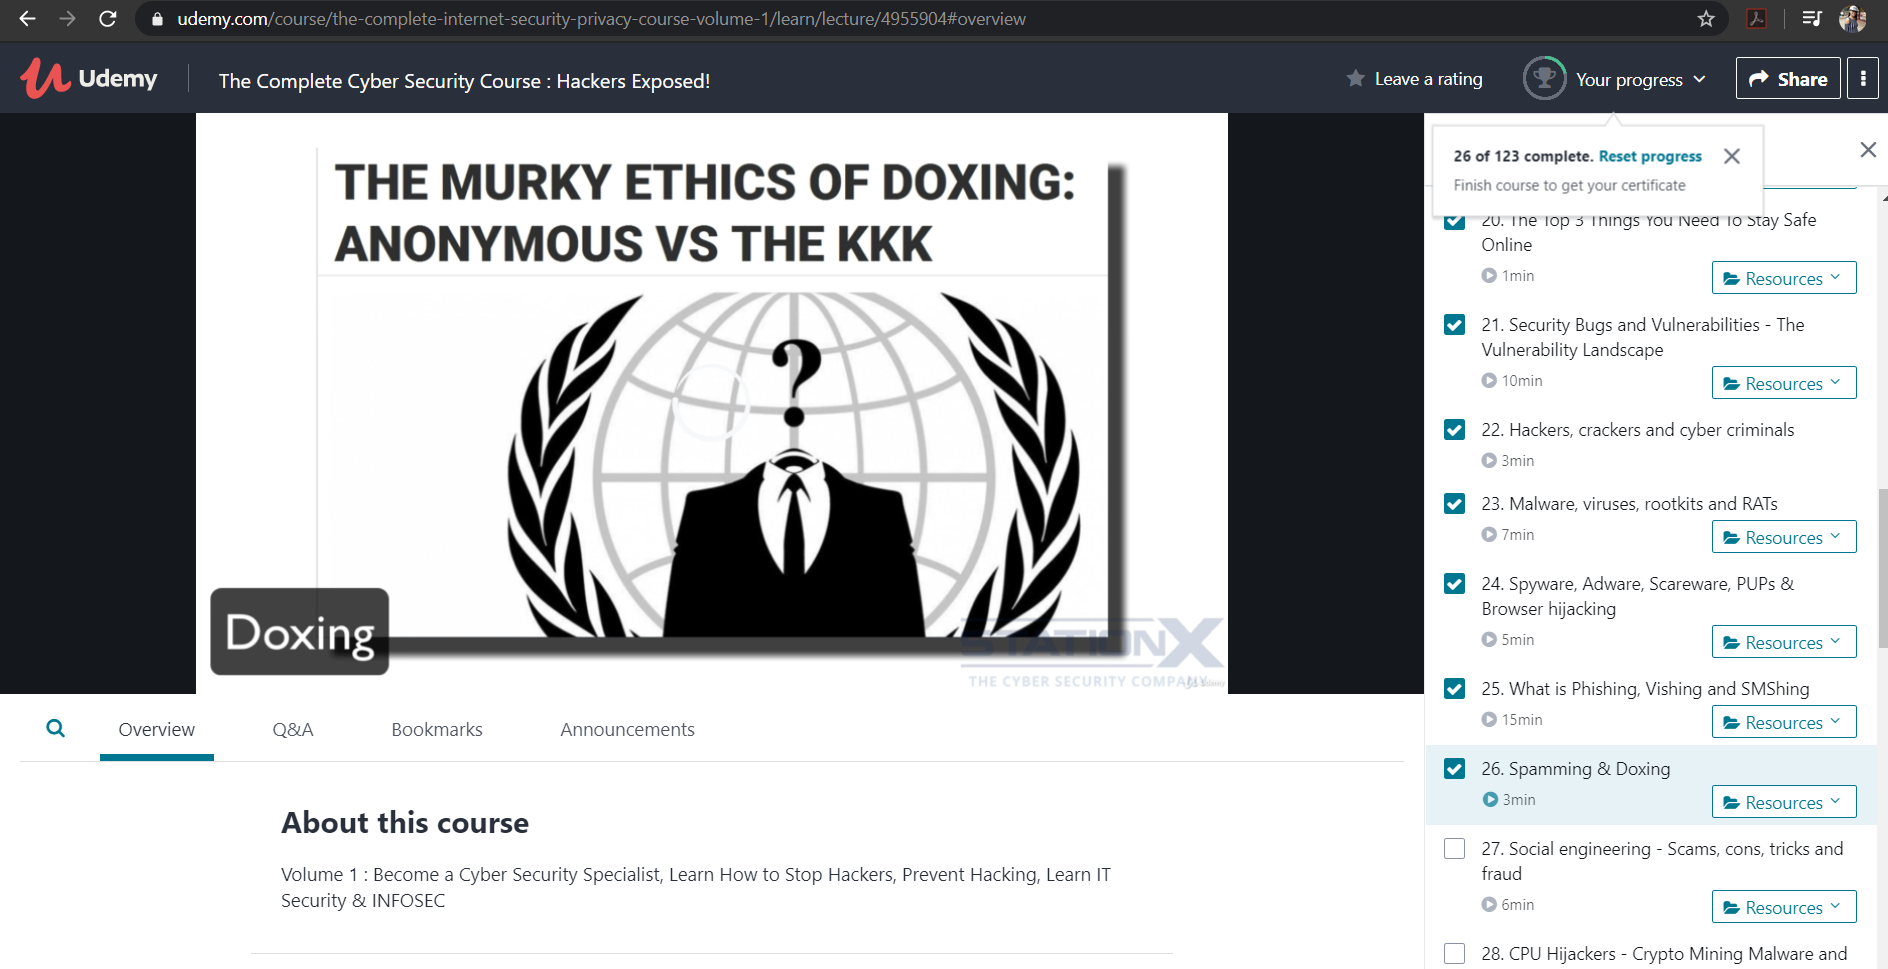 udemy.com/course/the-complete-internet-security-privacy-course-volume-1/learn/lecture/4955904#overview
Udemy
The Complete Cyber Security Course : Hackers Exposed!
Leave a rating
Your progress
Share
26 of 123 complete. Reset progress
Finish course to get your certificate
THE MURKY ETHICS OF DOXING:
ANONYMOUS VS THE KKK
?
Doxing
STATIONX
THE CYBER SECURITY COMPANY
20. The Top 3 Things You Need To Stay Safe
Online
1min
Resources
21. Security Bugs and Vulnerabilities - The
Vulnerability Landscape
10min
Resources
22. Hackers, crackers and cyber criminals
3min
23. Malware, viruses, rootkits and RATs
7min
Resources
24. Spyware, Adware, Scareware, PUPs &
Browser hijacking
5min
Resources
25. What is Phishing, Vishing and SMShing
15min
Resources
26. Spamming & Doxing
3min
Resources
27. Social engineering - Scams, cons, tricks and
fraud
6min
Resources
28. CPU Hijackers - Crypto Mining Malware and
Overview
Q&A
Bookmarks
Announcements
About this course
Volume 1 : Become a Cyber Security Specialist, Learn How to Stop Hackers, Prevent Hacking, Learn IT
Security & INFOSEC